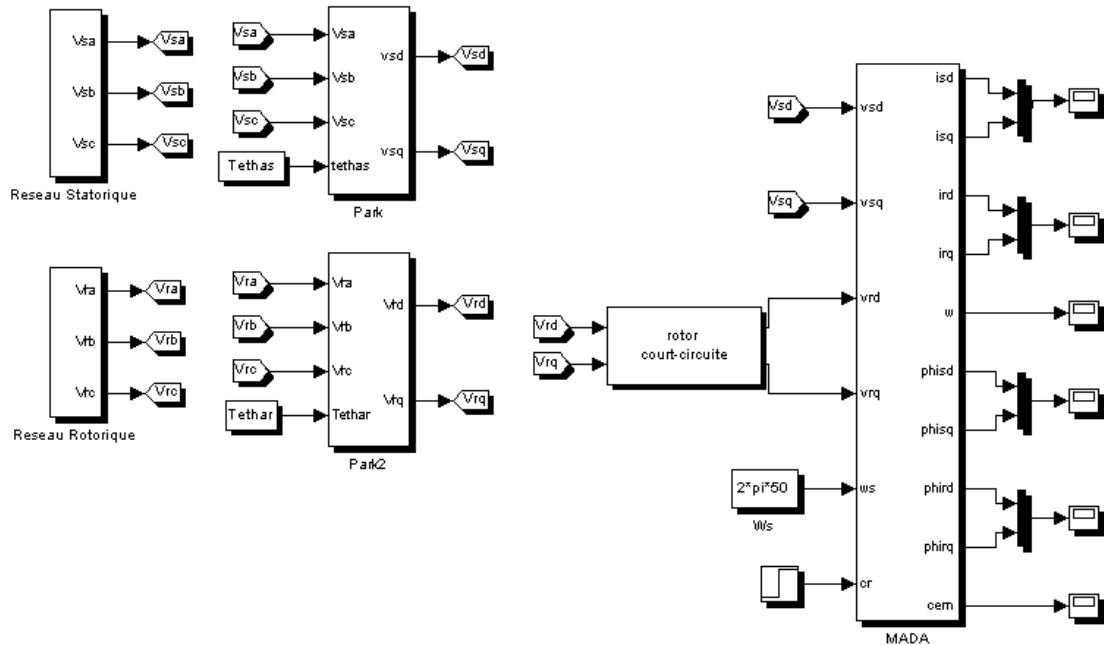 Vsa
Vsb
Vsc
Vsa
Vsb
Vsc
Reseau Statorique
Vsa
Vsb
Vsc
Tethas
Vsa
Vsb
Vsc
tethas
vsd
vsq
Vsd
Vsq
Park
Vra
Vrb
Vrc
Vra
Vrb
Vrc
Reseau Rotorique
Vra
Vrb
Vrc
Tethar
Vra
Vrb
Vrc
Tethar
Vrd
Vrq
Vrd
Vrq
Park2
Vrd
Vrq
rotor
court-circuite
Vsd
Vsq
2*pi*50
Ws
vsd
vsq
vrd
vrq
ws
cr
isd
isq
ird
irq
w
phisd
phisq
phird
phirq
cem
MADA